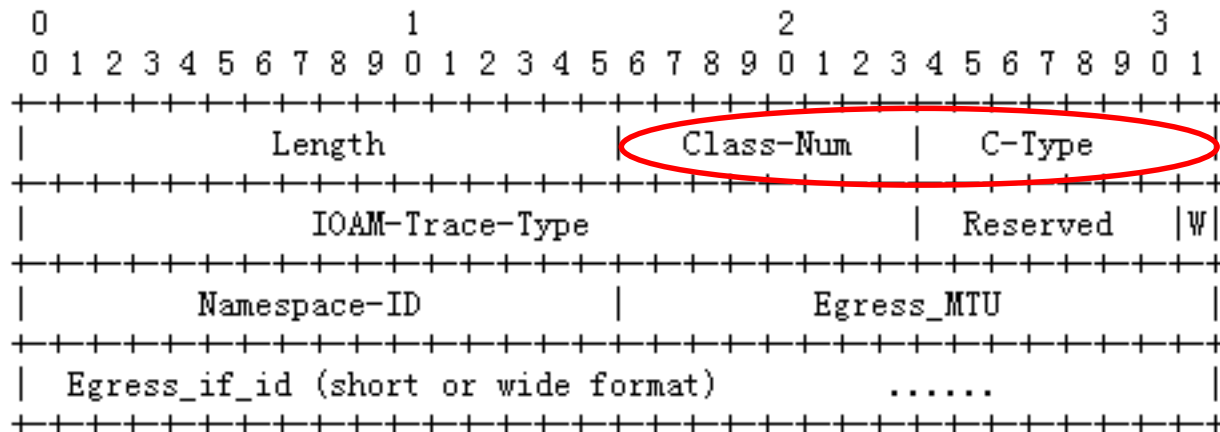 0 1 2 3
0 1 2 3 4 5 6 7 8 9 0 1 2 3 4 5 6 7 8 9 0 1 2 3 4 5 6 7 8 9 0 1
+-+-+-+-+-+-+-+-+-+-+-+-+-+-+-+-+-+-+-+-+-+-+-+-+-+-+-+-+-+-+-+-+
| Length | Class-Num | C-Type |
+-+-+-+-+-+-+-+-+-+-+-+-+-+-+-+-+-+-+-+-+-+-+-+-+-+-+-+-+-+-+-+-+
| IOAM-Trace-Type | Reserved |W|
+-+-+-+-+-+-+-+-+-+-+-+-+-+-+-+-+-+-+-+-+-+-+-+-+-+-+-+-+-+-+-+-+
| Namespace-ID | Egress_MTU |
+-+-+-+-+-+-+-+-+-+-+-+-+-+-+-+-+-+-+-+-+-+-+-+-+-+-+-+-+-+-+-+-+
| Egress_if_id (short or wide format) ...... |
+-+-+-+-+-+-+-+-+-+-+-+-+-+-+-+-+-+-+-+-+-+-+-+-+-+-+-+-+-+-+-+-+